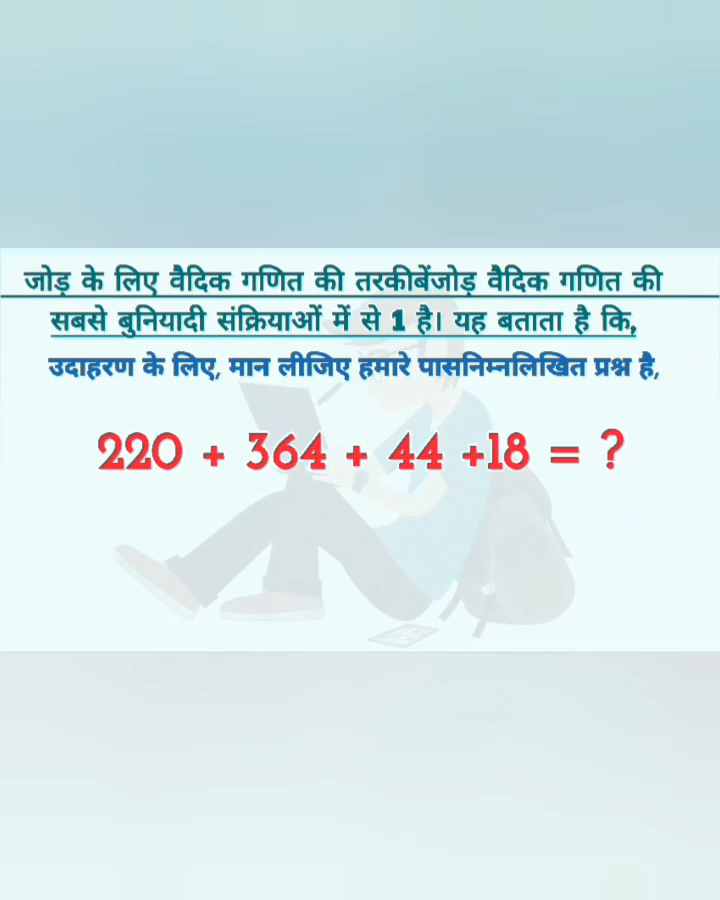 जोड़ के लिए वैदिक गणित की तरकीबेंजोड़ वैदिक गणित की
सबसे बुनियादी संक्रियाओं में से 1 है। यह बताता है कि,
उदाहरण के लिए, मान लीजिए हमारे पासनिम्नलिखित प्रश्न है,
220 + 364 + 44 +18 = ?